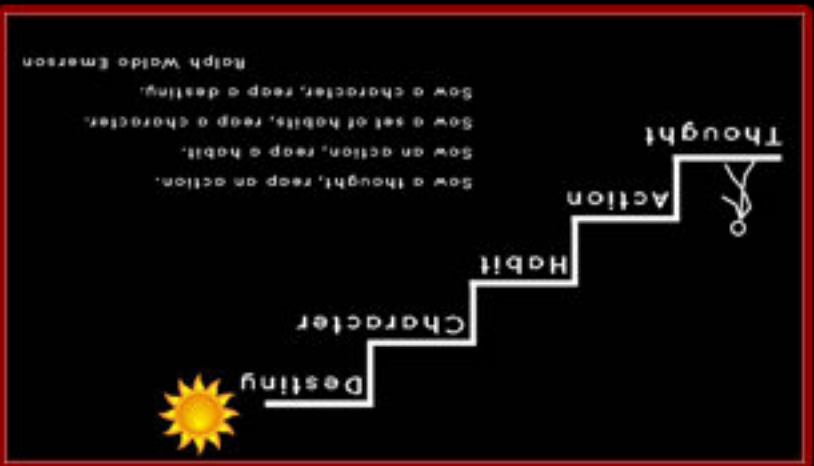 Destiny
Character
Habit
Action
Thought
Sow a thought, reap an action.
Sow an action, reap a habit.
Sow a set of habits, reap a character.
Sow a character, reap a destiny.
Ralph Waldo Emerson